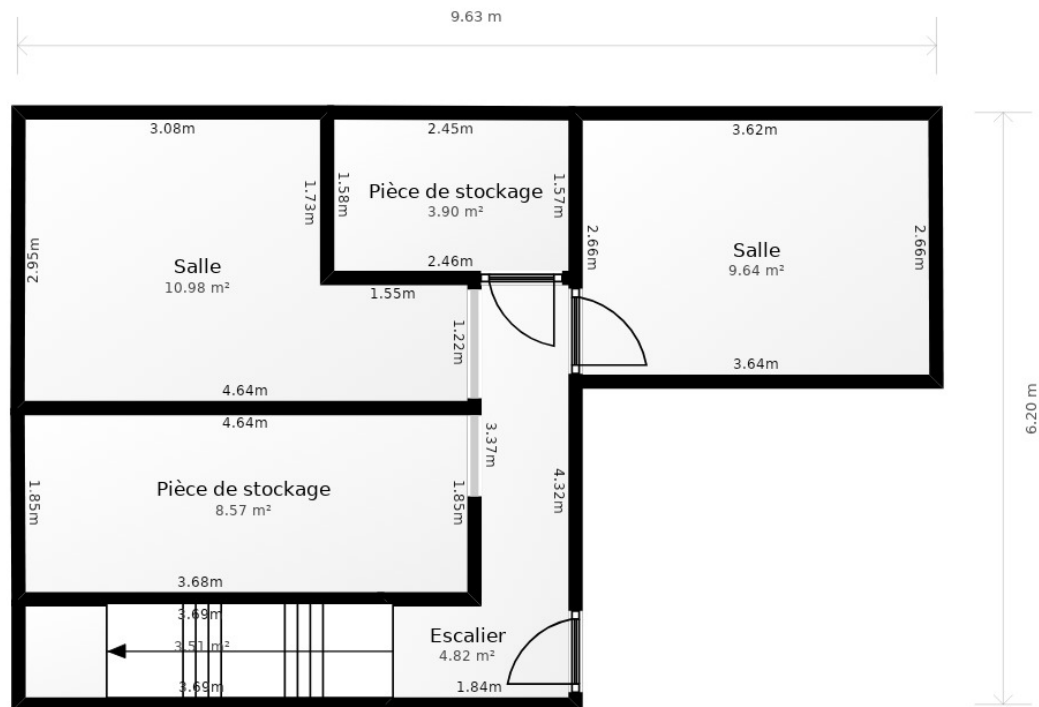 9.63 m
3.08m
2.45m
3.62m
1.73m
1.58m
Pièce de stockage
3.90 m²
1.57m
2.66m
2.66m
2.95m
Salle
10.98 m²
Salle
9.64 m²
2.46m
1.55m
1.22m
3.64m
4.64m
4.64m
3.37m
6.20 m
1.85m
Pièce de stockage
8.57 m²
1.85m
4.32m
3.68m
3.69m
3.51 m²
Escalier
4.82 m²
3.69m
1.84m